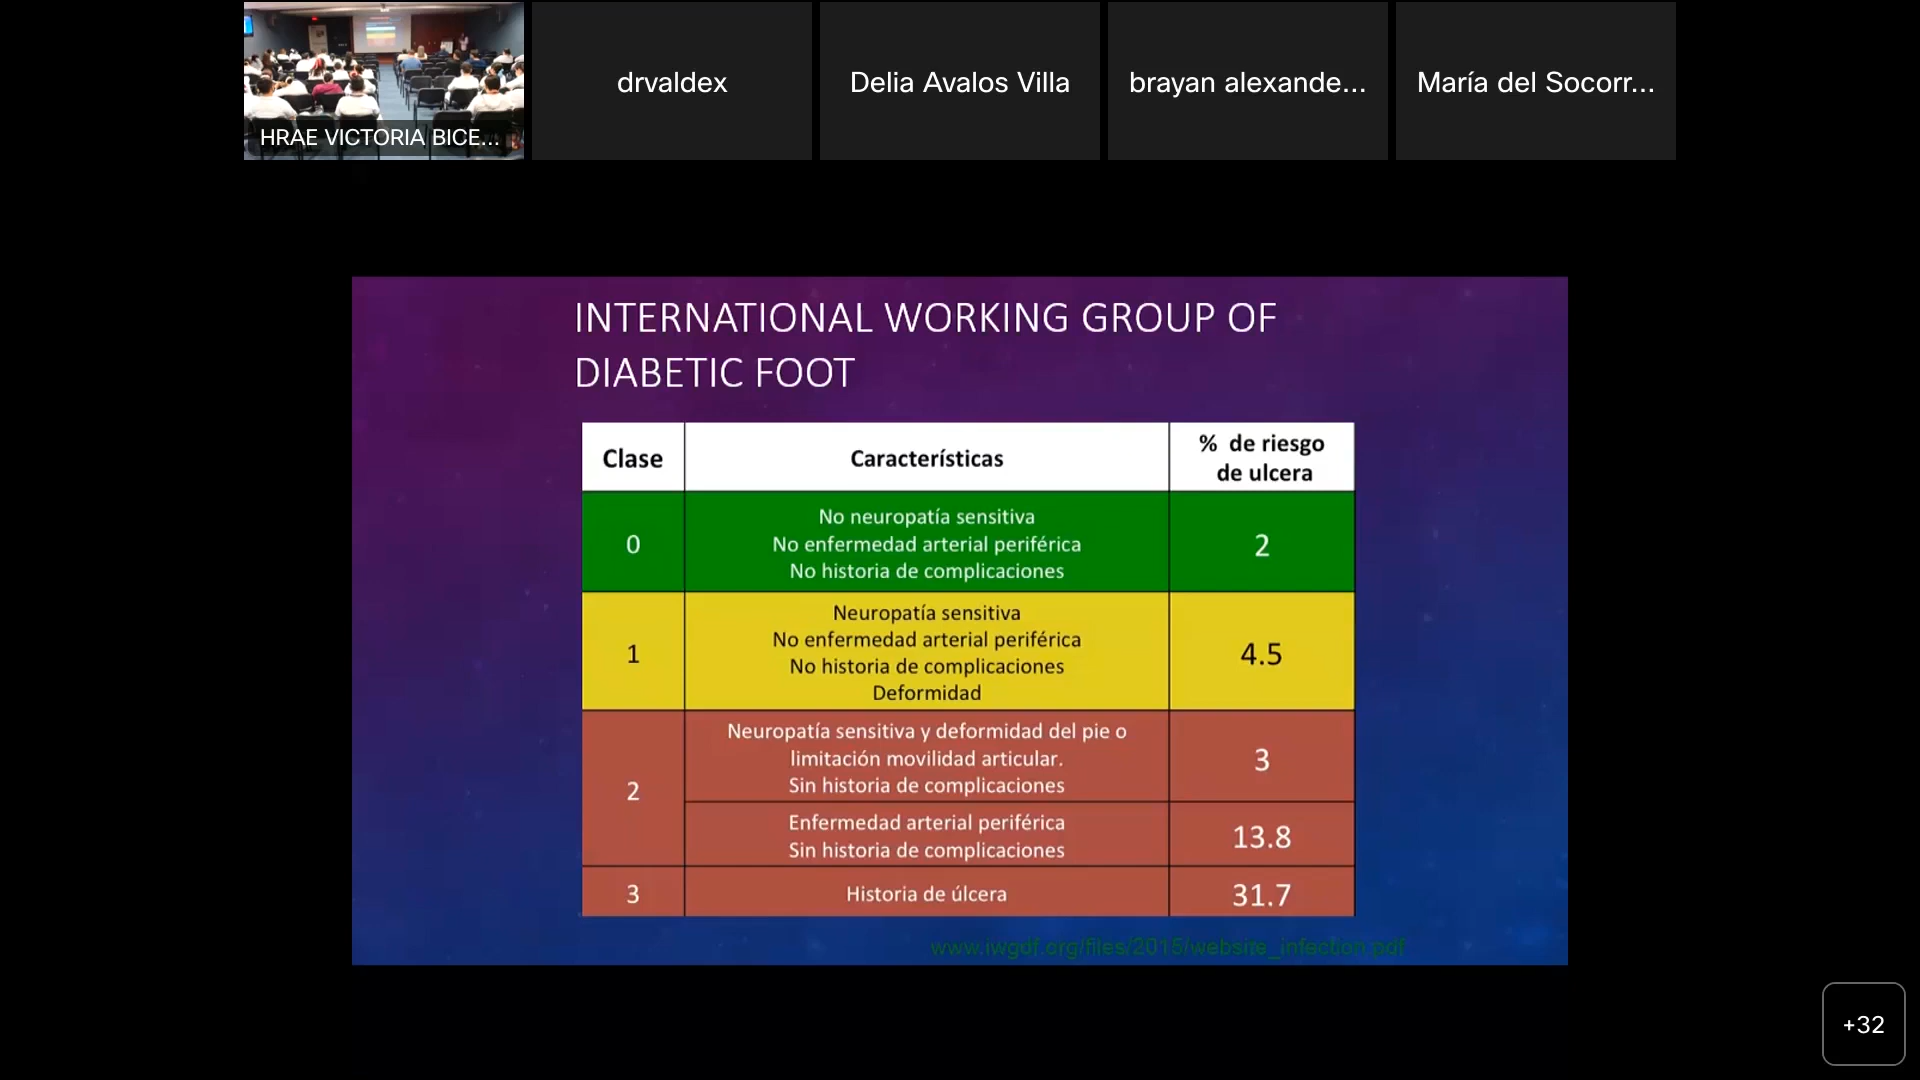 HRAE VICTORIA BICE...
drvaldex
Delia Avalos Villa
brayan alexande...
María del Socorr...
INTERNATIONAL WORKING GROUP OF
DIABETIC FOOT
Clase
Características
% de riesgo
de ulcera
0
No neuropatía sensitiva
No enfermedad arterial periférica
No historia de complicaciones
2
1
Neuropatía sensitiva
No enfermedad arterial periférica
No historia de complicaciones
Deformidad
4.5
2
Neuropatía sensitiva y deformidad del pie o
limitación movilidad articular.
Sin historia de complicaciones
3
Enfermedad arterial periférica
Sin historia de complicaciones
13.8
3
Historia de úlcera
31.7
www.iwgdf.org/files/2015/website_infection.pdf
+32